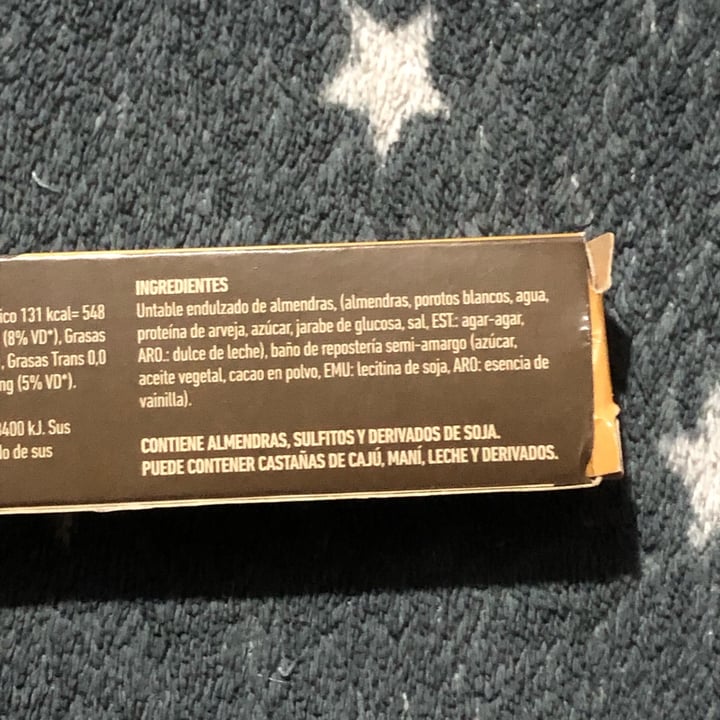 ico 131 kcal= 548
(8% VD*), Grasas
, Grasas Trans 0,0
ng (5% VD*).
3400 kJ. Sus
lo de sus
INGREDIENTES
Untable endulzado de almendras, (almendras, porotos blancos, agua,
proteína de arveja, azúcar, jarabe de glucosa, sal, EST.: agar-agar,
ARO.: dulce de leche), baño de repostería semi-amargo (azúcar,
aceite vegetal, cacao en polvo, EMU: lecitina de soja, ARO: esencia de
vainilla).
CONTIENE ALMENDRAS, SULFITOS Y DERIVADOS DE SOJA.
PUEDE CONTENER CASTAÑAS DE CAJÚ, MANÍ, LECHE Y DERIVADOS.